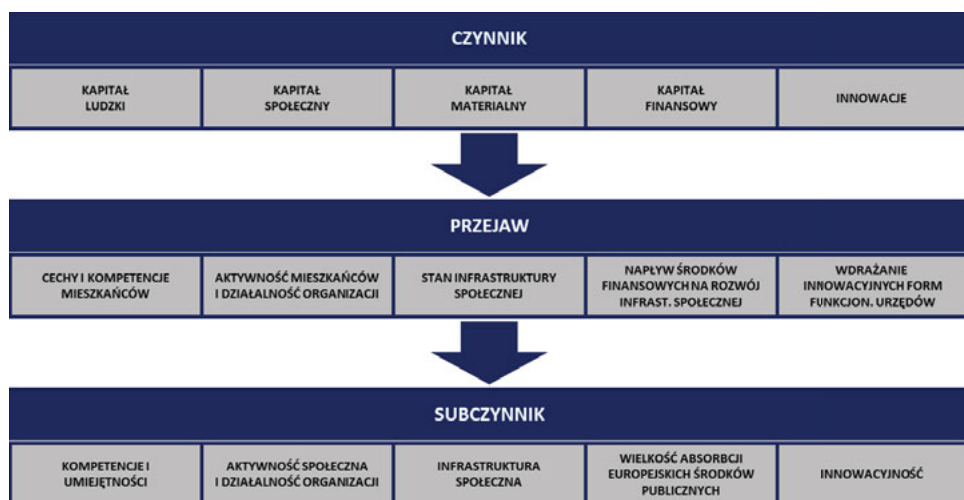 CZYNNIK
KAPITAŁ
LUDZKI
KAPITAŁ
SPOŁECZNY
KAPITAŁ
MATERIALNY
KAPITAŁ
FINANSOWY
INNOWACJE
PRZEJAW
CECHY I KOMPETENCJE
MIESZKAŃCÓW
AKTYWNOŚĆ MIESZKAŃCÓW
I DZIAŁALNOŚĆ ORGANIZACJI
STAN INFRASTRUKTURY
SPOŁECZNEJ
NAPŁYW ŚRODKÓW
FINANSOWYCH NA ROZWÓJ
INFRAST. SPOŁECZNEJ
WDRAŻANIE
INNOWACYJNYCH FORM
FUNKCJON. URZĘDÓW
SUBCZYNNIK
KOMPETENCJE I
UMIEJĘTNOŚCI
AKTYWNOŚĆ SPOŁECZNA
I DZIAŁALNOŚĆ ORGANIZACJI
INFRASTRUKTURA
SPOŁECZNA
WIELKOŚĆ ABSORBCJI
EUROPEJSKICH ŚRODKÓW
PUBLICZNYCH
INNOWACYJNOŚĆ